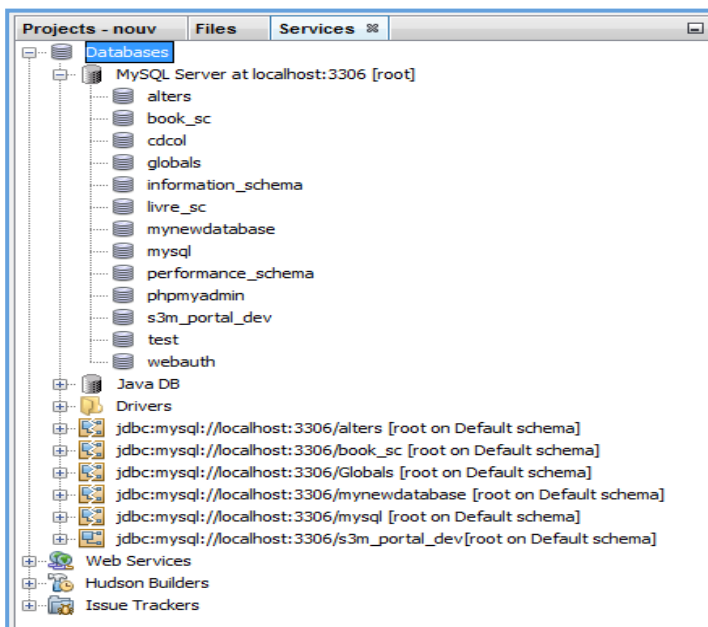 Projects - nouv Files Services
Databases
MySQL Server at localhost:3306 [root]
alters
book_sc
cdcol
globals
information_schema
livre_sc
mynewdatabase
mysql
performance_schema
phpmyadmin
s3m_portal_dev
test
webauth
Java DB
Drivers
jdbc:mysql://localhost:3306/alters [root on Default schema]
jdbc:mysql://localhost:3306/book_sc [root on Default schema]
jdbc:mysql://localhost:3306/Globals [root on Default schema]
jdbc:mysql://localhost:3306/mynewdatabase [root on Default schema]
jdbc:mysql://localhost:3306/mysql [root on Default schema]
jdbc:mysql://localhost:3306/s3m_portal_dev[root on Default schema]
Web Services
Hudson Builders
Issue Trackers